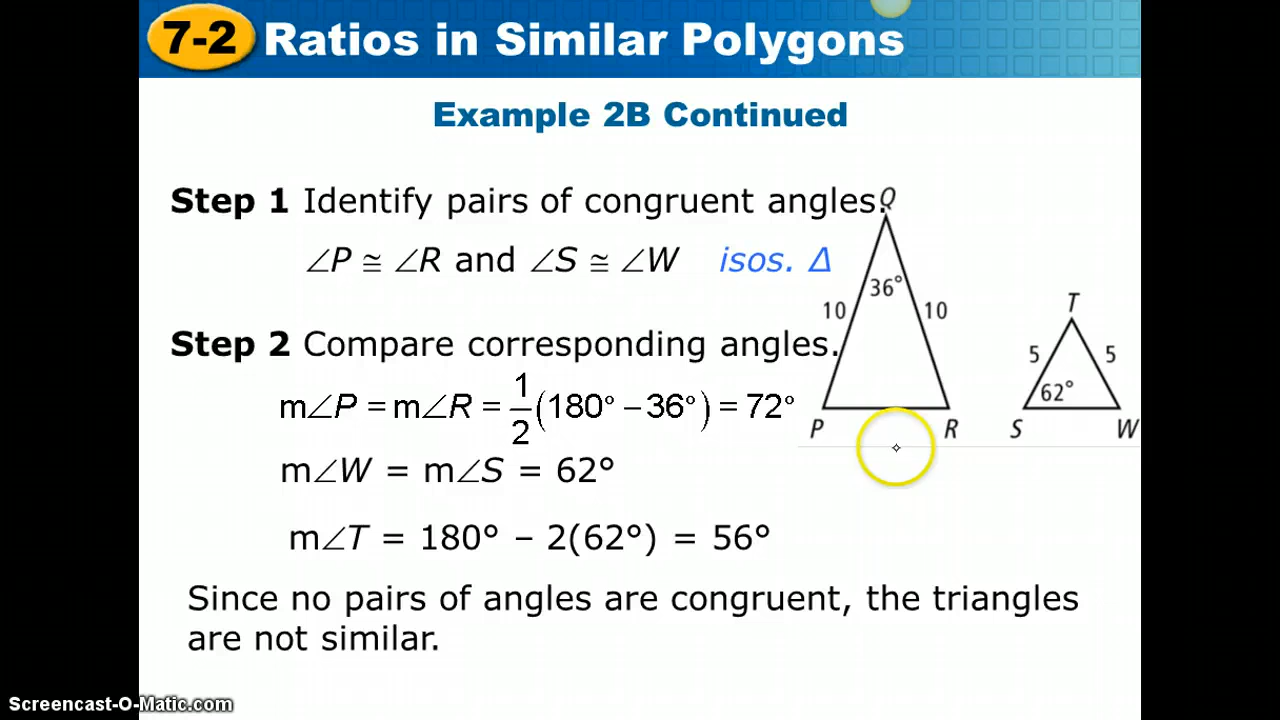 7-2 Ratios in Similar Polygons
Example 2B Continued
Step 1 Identify pairs of congruent angles.
∠P ≅ ∠R and ∠S ≅ ∠W isos. Δ
Step 2 Compare corresponding angles.
m∠P = m∠R = 1/2(180° – 36°) = 72°
m∠W = m∠S = 62°
m∠T = 180° – 2(62°) = 56°
Since no pairs of angles are congruent, the triangles
are not similar.
Q
36°
10 10
P R
T
5 5
62°
S W
Screencast-O-Matic.com